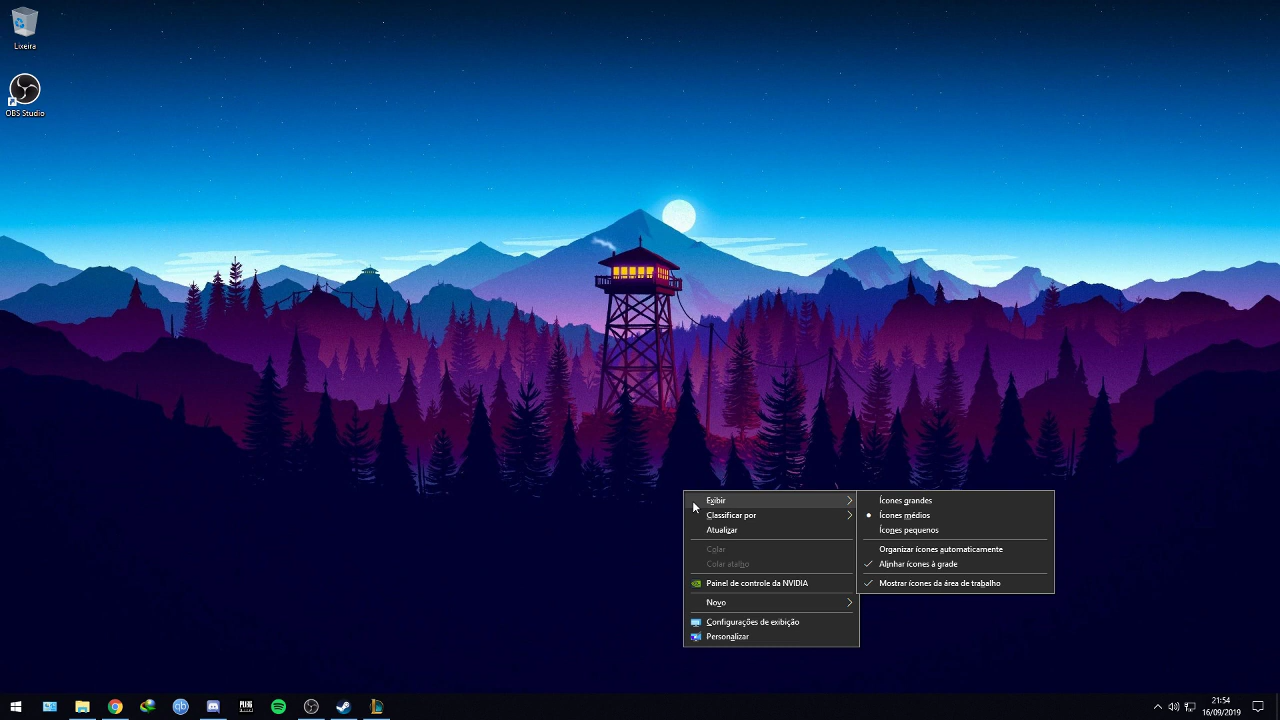 Lixeira
OBS Studio
Exibir
Classificar por
Atualizar
Colar
Colar atalho
Painel de controle da NVIDIA
Novo
Configurações de exibição
Personalizar
Ícones grandes
Ícones médios
Ícones pequenos
Organizar ícones automaticamente
Alinhar ícones à grade
Mostrar ícones da área de trabalho
qb
PUBG
21:54
16/09/2019